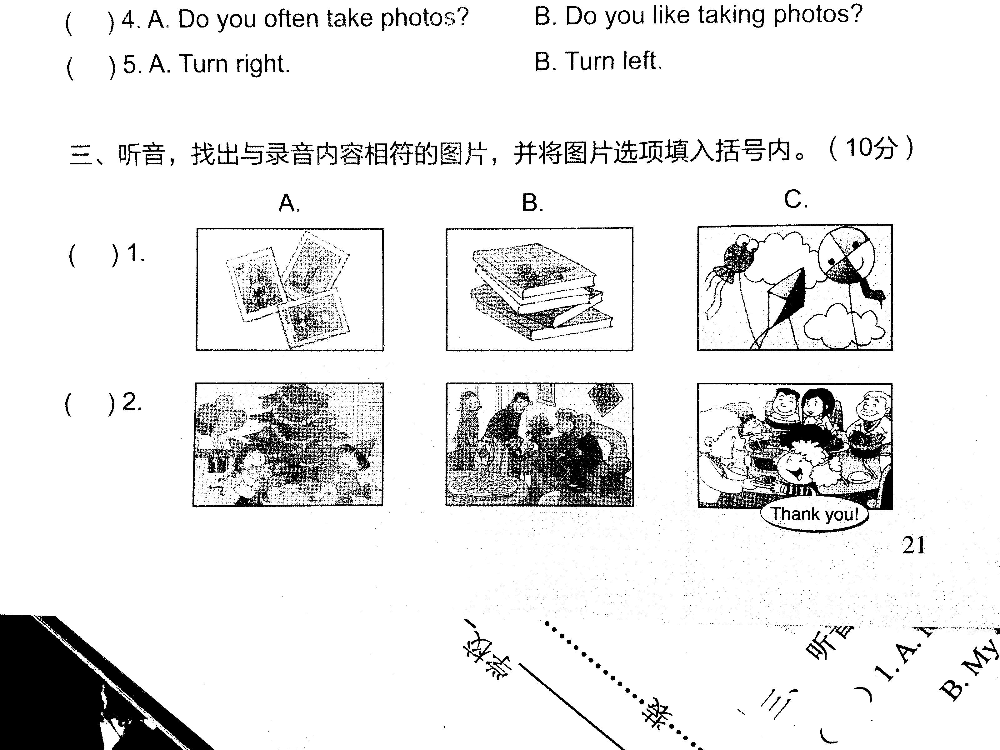 ( ) 4. A. Do you often take photos? B. Do you like taking photos?
( ) 5. A. Turn right. B. Turn left.
三、听音，找出与录音内容相符的图片，并将图片选项填入括号内。（10分）
A. B. C.
( ) 1.
( ) 2.
Thank you!
21
学校
装
三、听音
( ) 1. A.
B. My